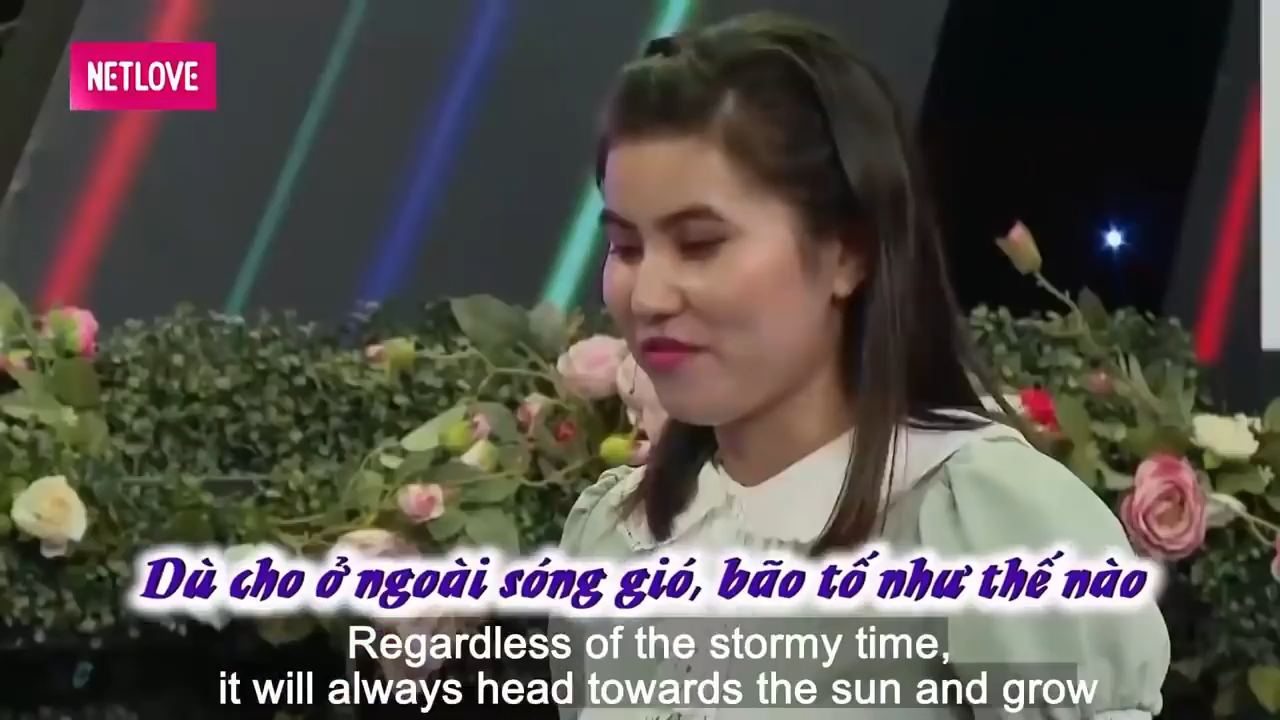 NETLOVE
Dù cho ở ngoài sóng gió, bão tố như thế nào
Regardless of the stormy time,
it will always head towards the sun and grow